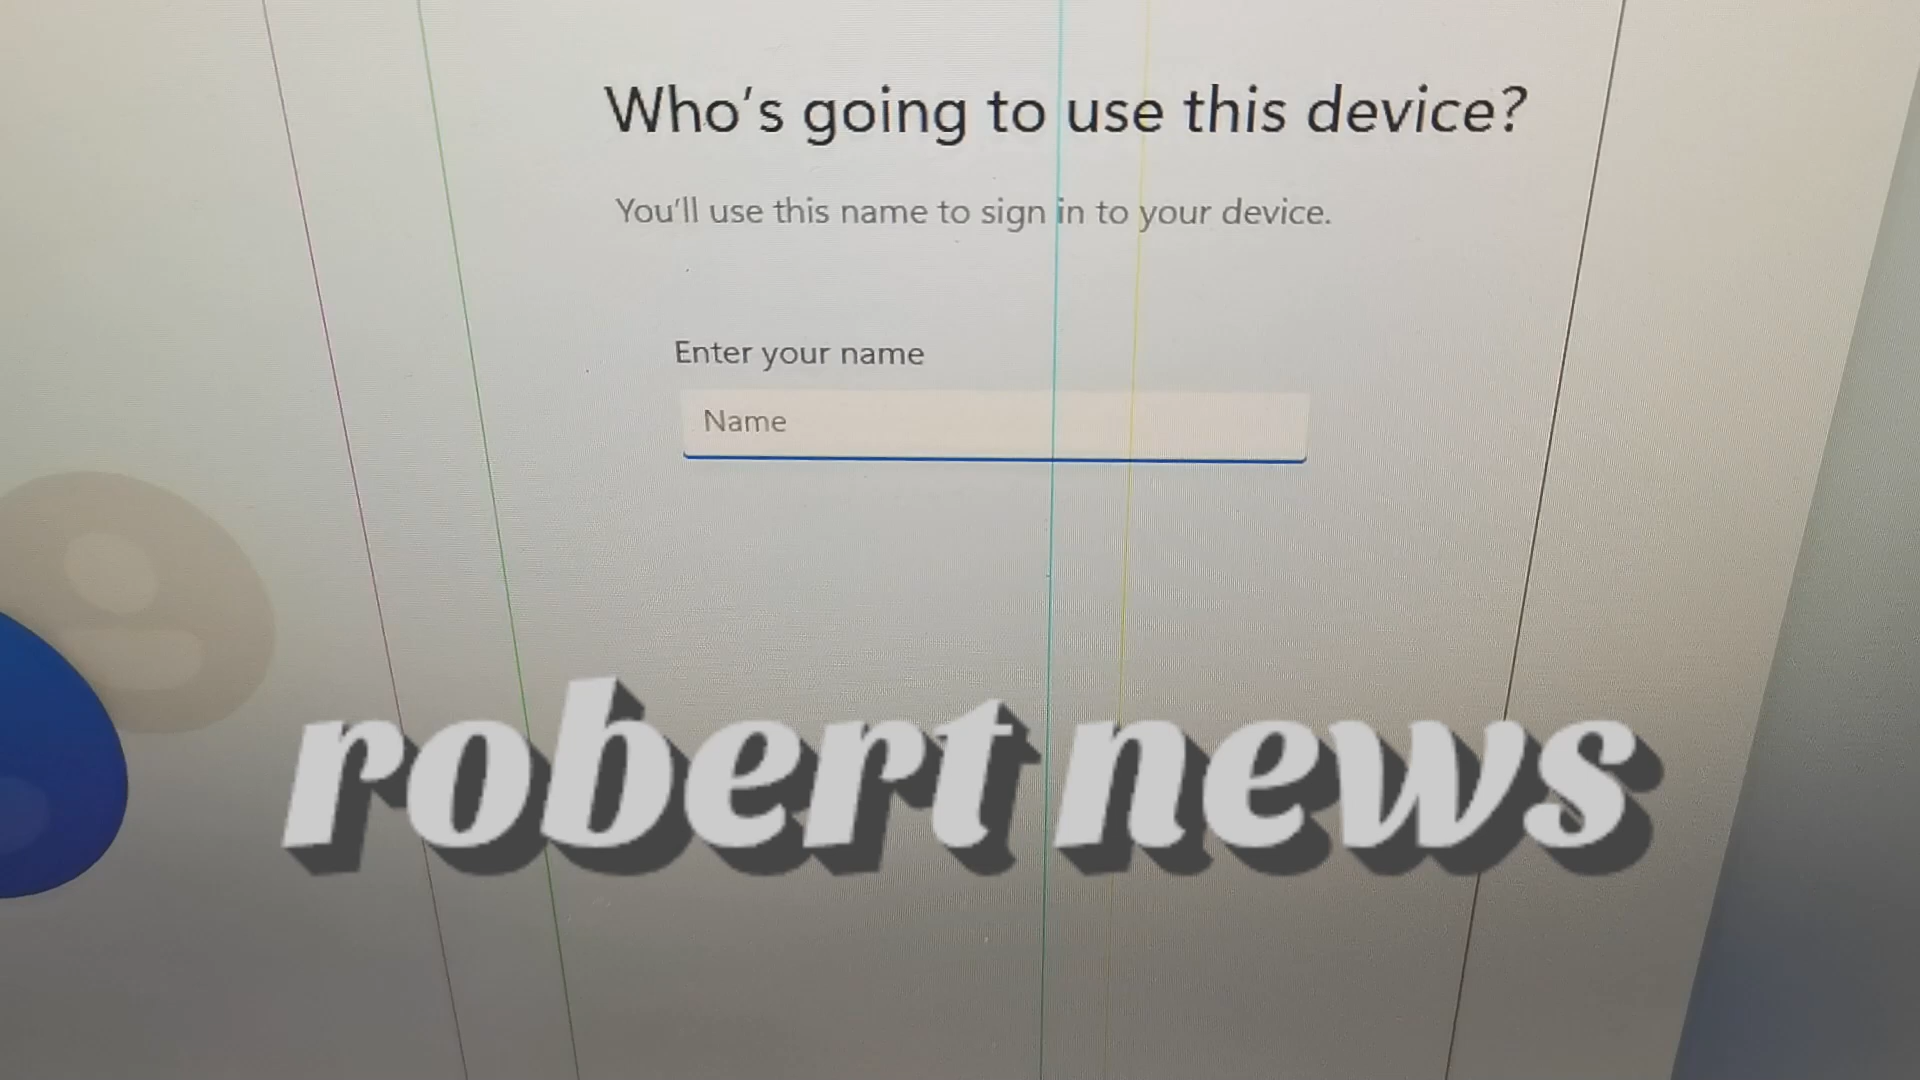 Who's going to use this device?
You'll use this name to sign in to your device.
Enter your name
Name
robert news